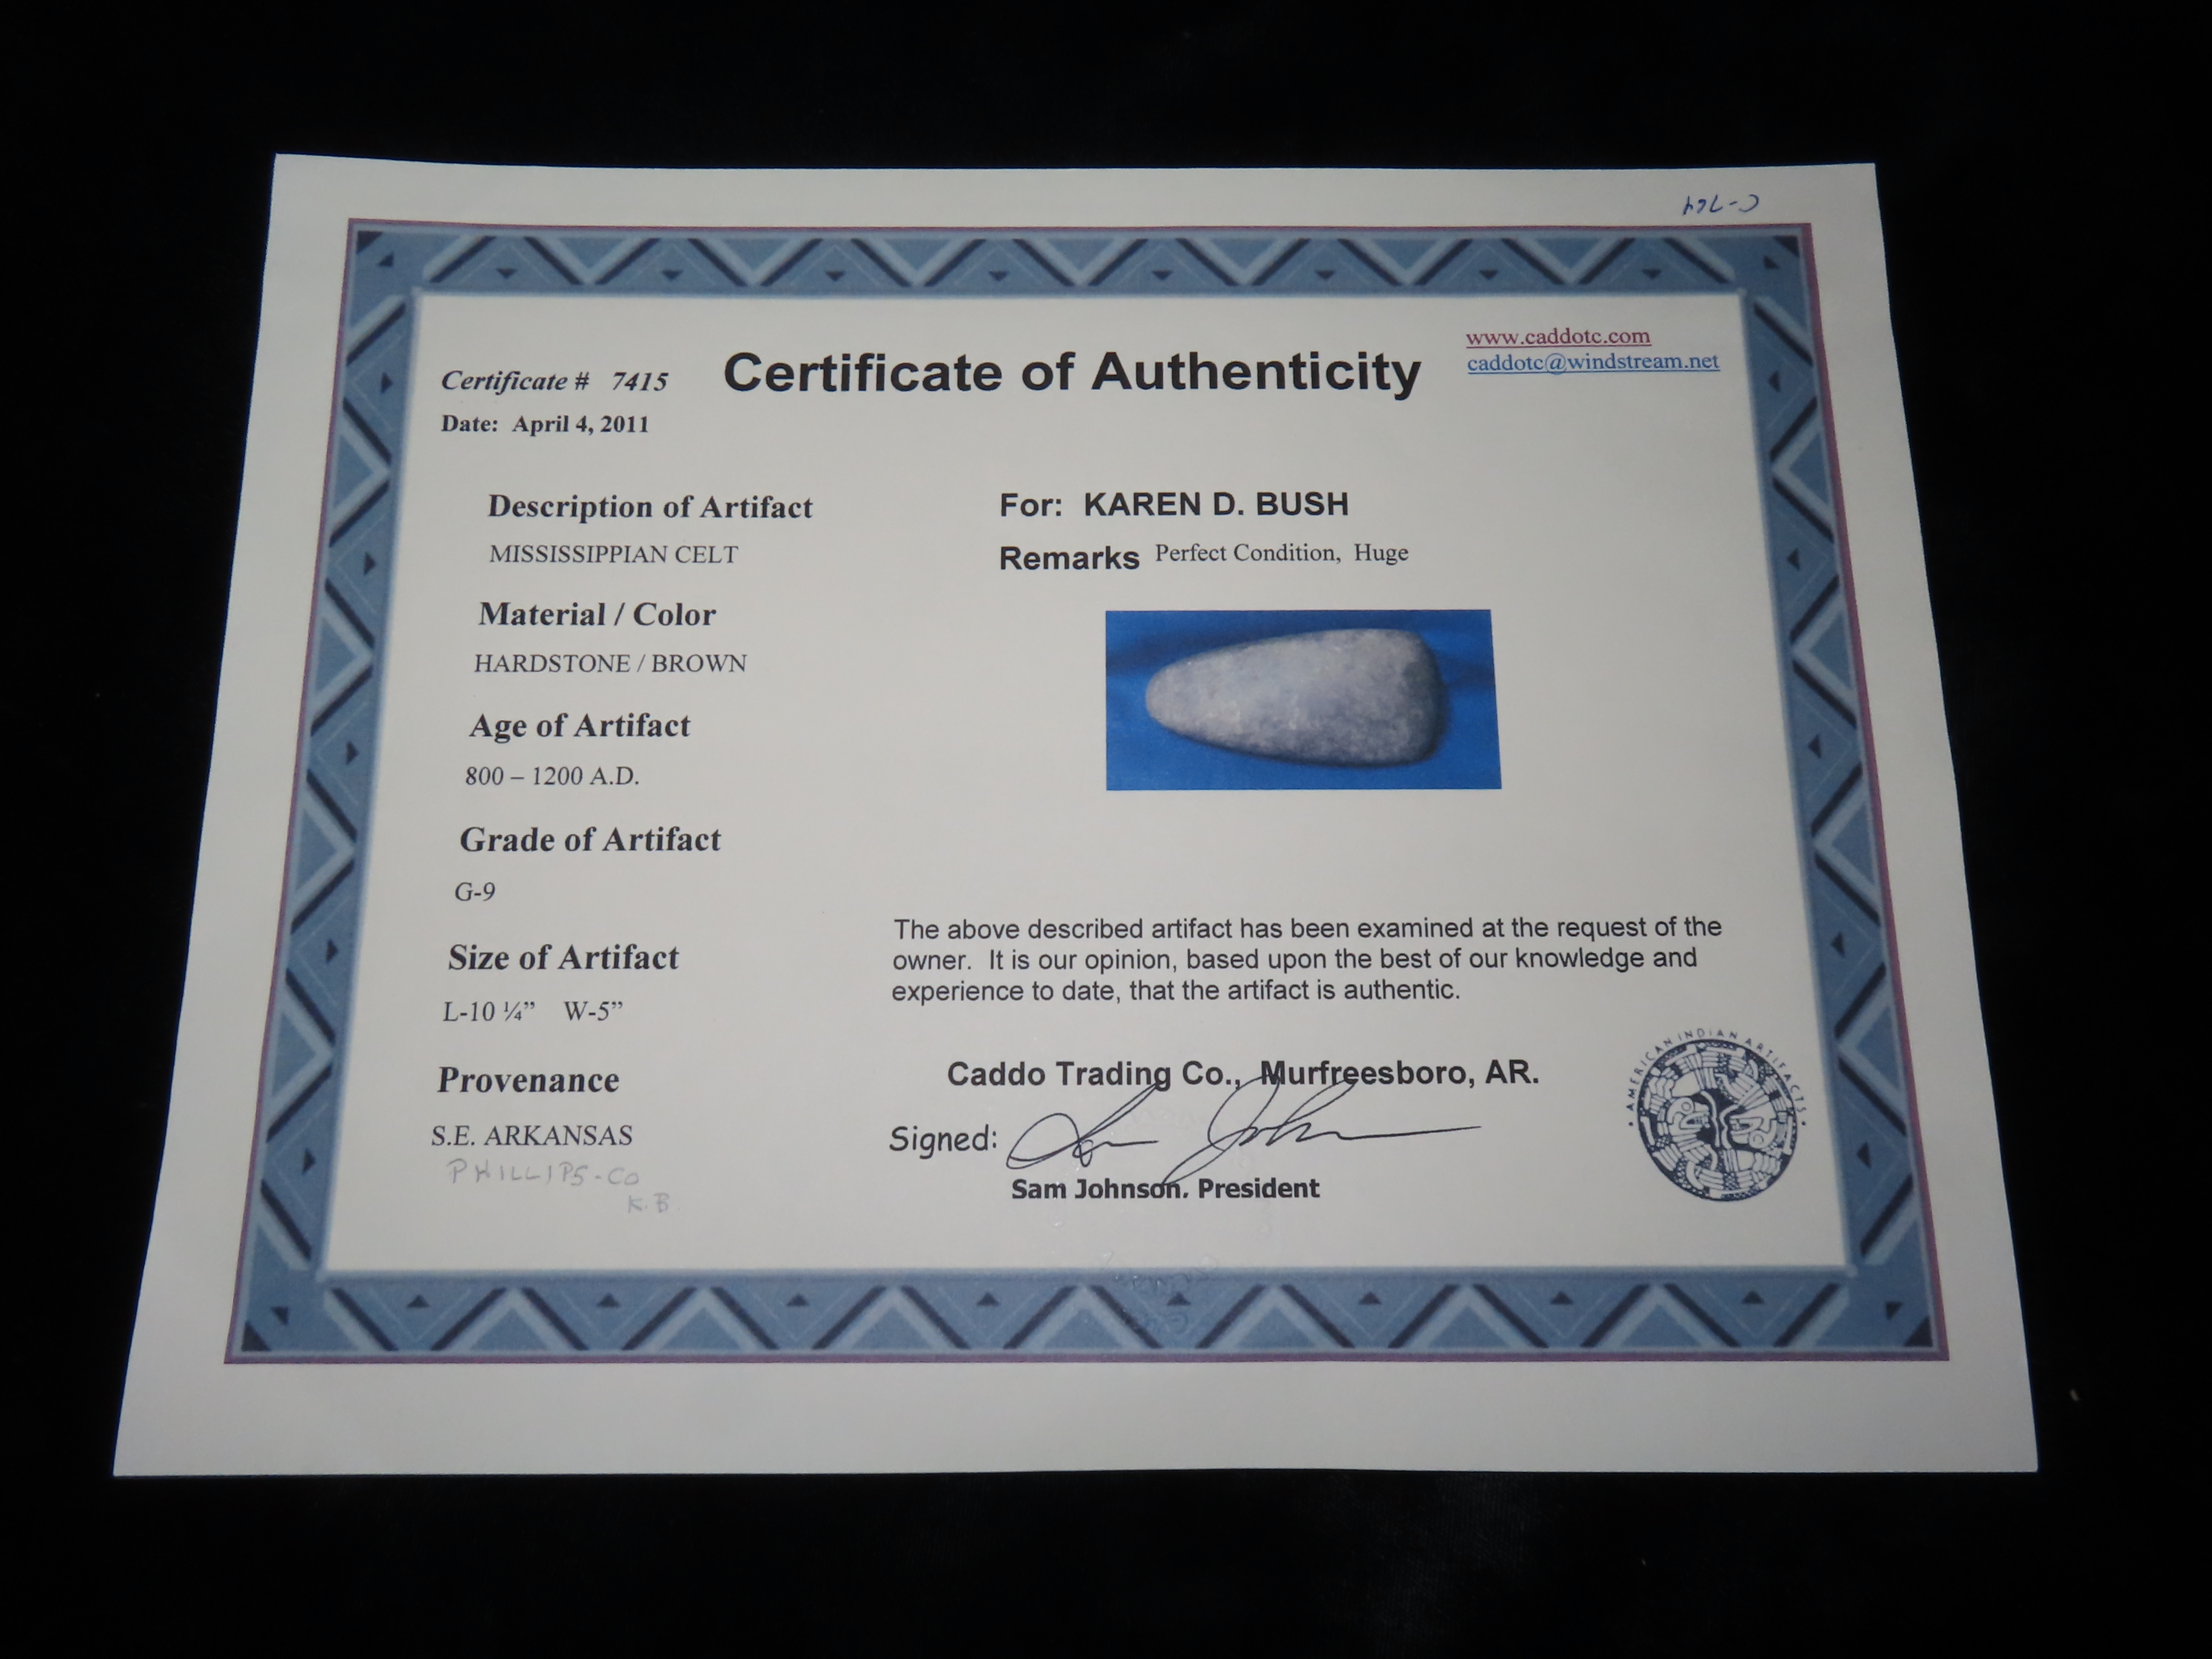 C-764
www.caddotc.com
caddotc@windstream.net
Certificate # 7415
Certificate of Authenticity
Date: April 4, 2011
Description of Artifact
MISSISSIPPIAN CELT
Material / Color
HARDSTONE / BROWN
Age of Artifact
800 – 1200 A.D.
Grade of Artifact
G-9
Size of Artifact
L-10 ¼” W-5”
Provenance
S.E. ARKANSAS
PHILLIPS-CO
K.B
For: KAREN D. BUSH
Remarks Perfect Condition, Huge
The above described artifact has been examined at the request of the
owner. It is our opinion, based upon the best of our knowledge and
experience to date, that the artifact is authentic.
Caddo Trading Co., Murfreesboro, AR.
Signed: Sam Johnson
Sam Johnson, President
• AMERICAN INDIAN ARTIFACTS •